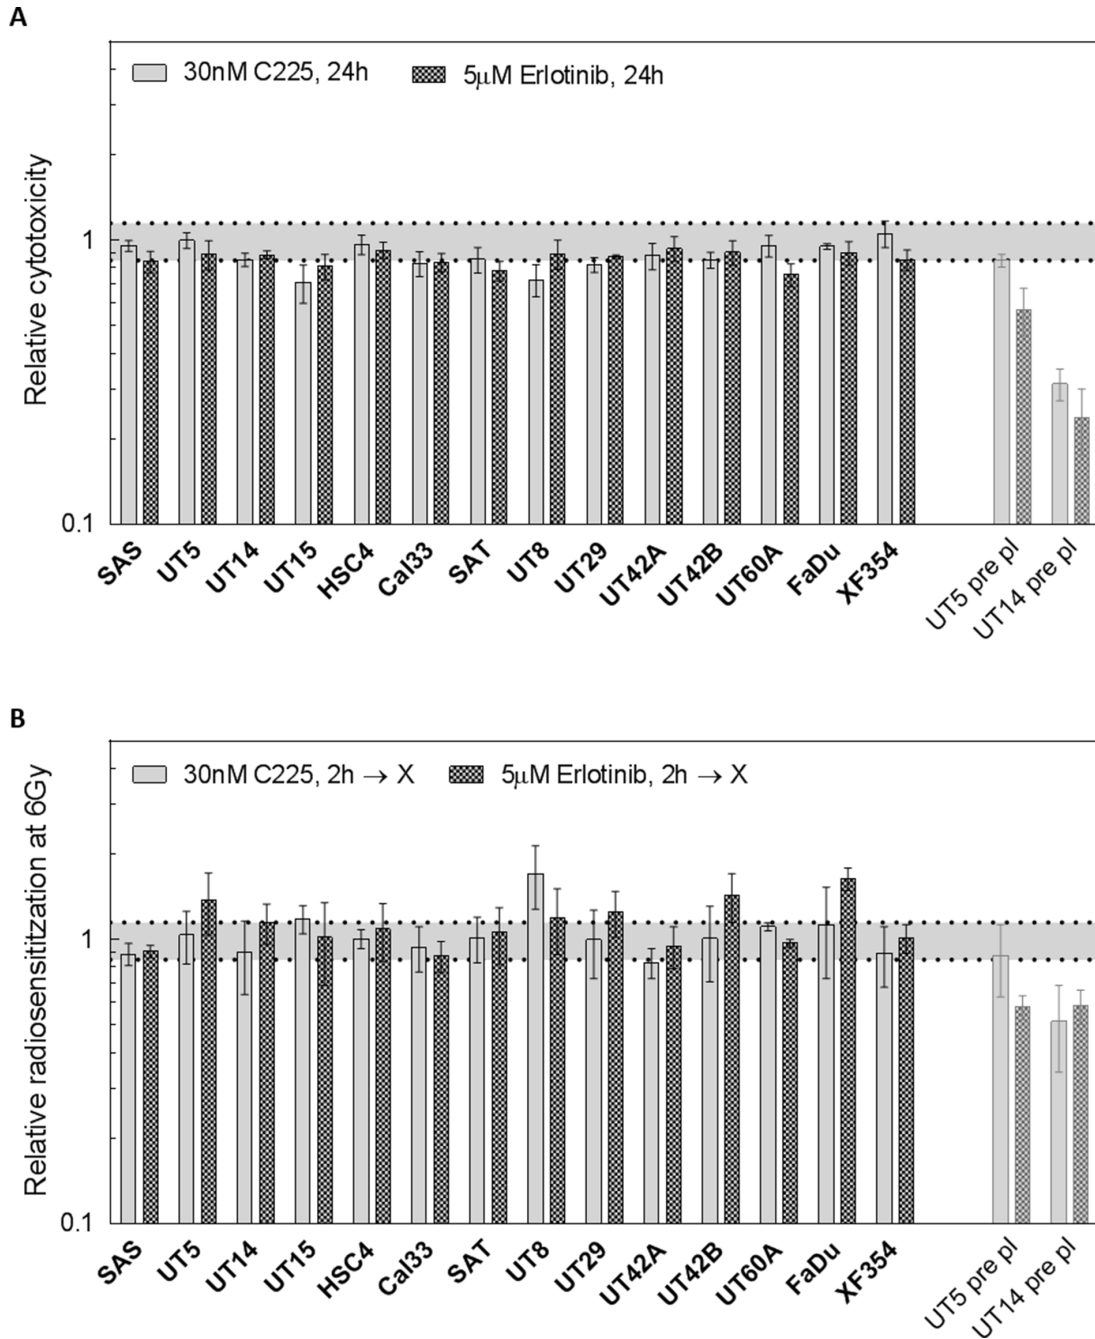 A
30nM C225, 24h
5µM Erlotinib, 24h
Relative cytotoxicity
1
0.1
SAS
UT5
UT14
UT15
HSC4
Cal33
SAT
UT8
UT29
UT42A
UT42B
UT60A
FaDu
XF354
UT5 pre pl
UT14 pre pl
B
30nM C225, 2h → X
5µM Erlotinib, 2h → X
Relative radiosensititzation at 6Gy
1
0.1
SAS
UT5
UT14
UT15
HSC4
Cal33
SAT
UT8
UT29
UT42A
UT42B
UT60A
FaDu
XF354
UT5 pre pl
UT14 pre pl